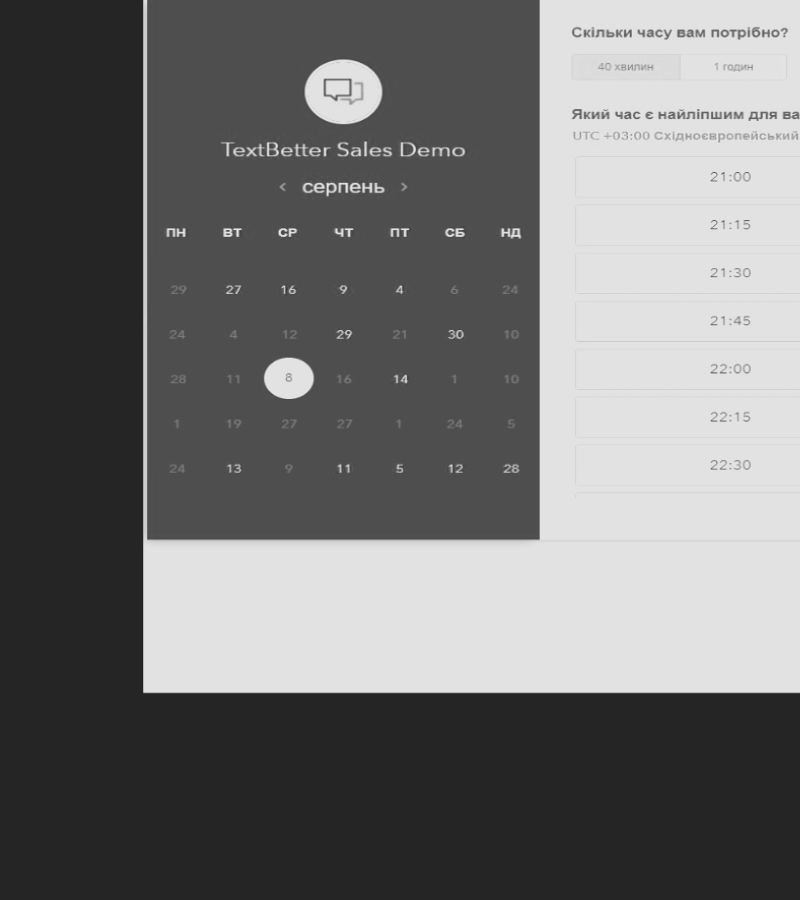 TextBetter Sales Demo
< серпень >
ПН ВТ СР ЧТ ПТ СБ НД
29 27 16 9 4 6 24
24 4 12 29 21 30 10
28 11 8 16 14 1 10
1 19 27 27 1 24 5
24 13 9 11 5 12 28
Скільки часу вам потрібно?
40 хвилин 1 годин
Який час є найліпшим для ва
UTC +03:00 Східноєвропейський
21:00
21:15
21:30
21:45
22:00
22:15
22:30